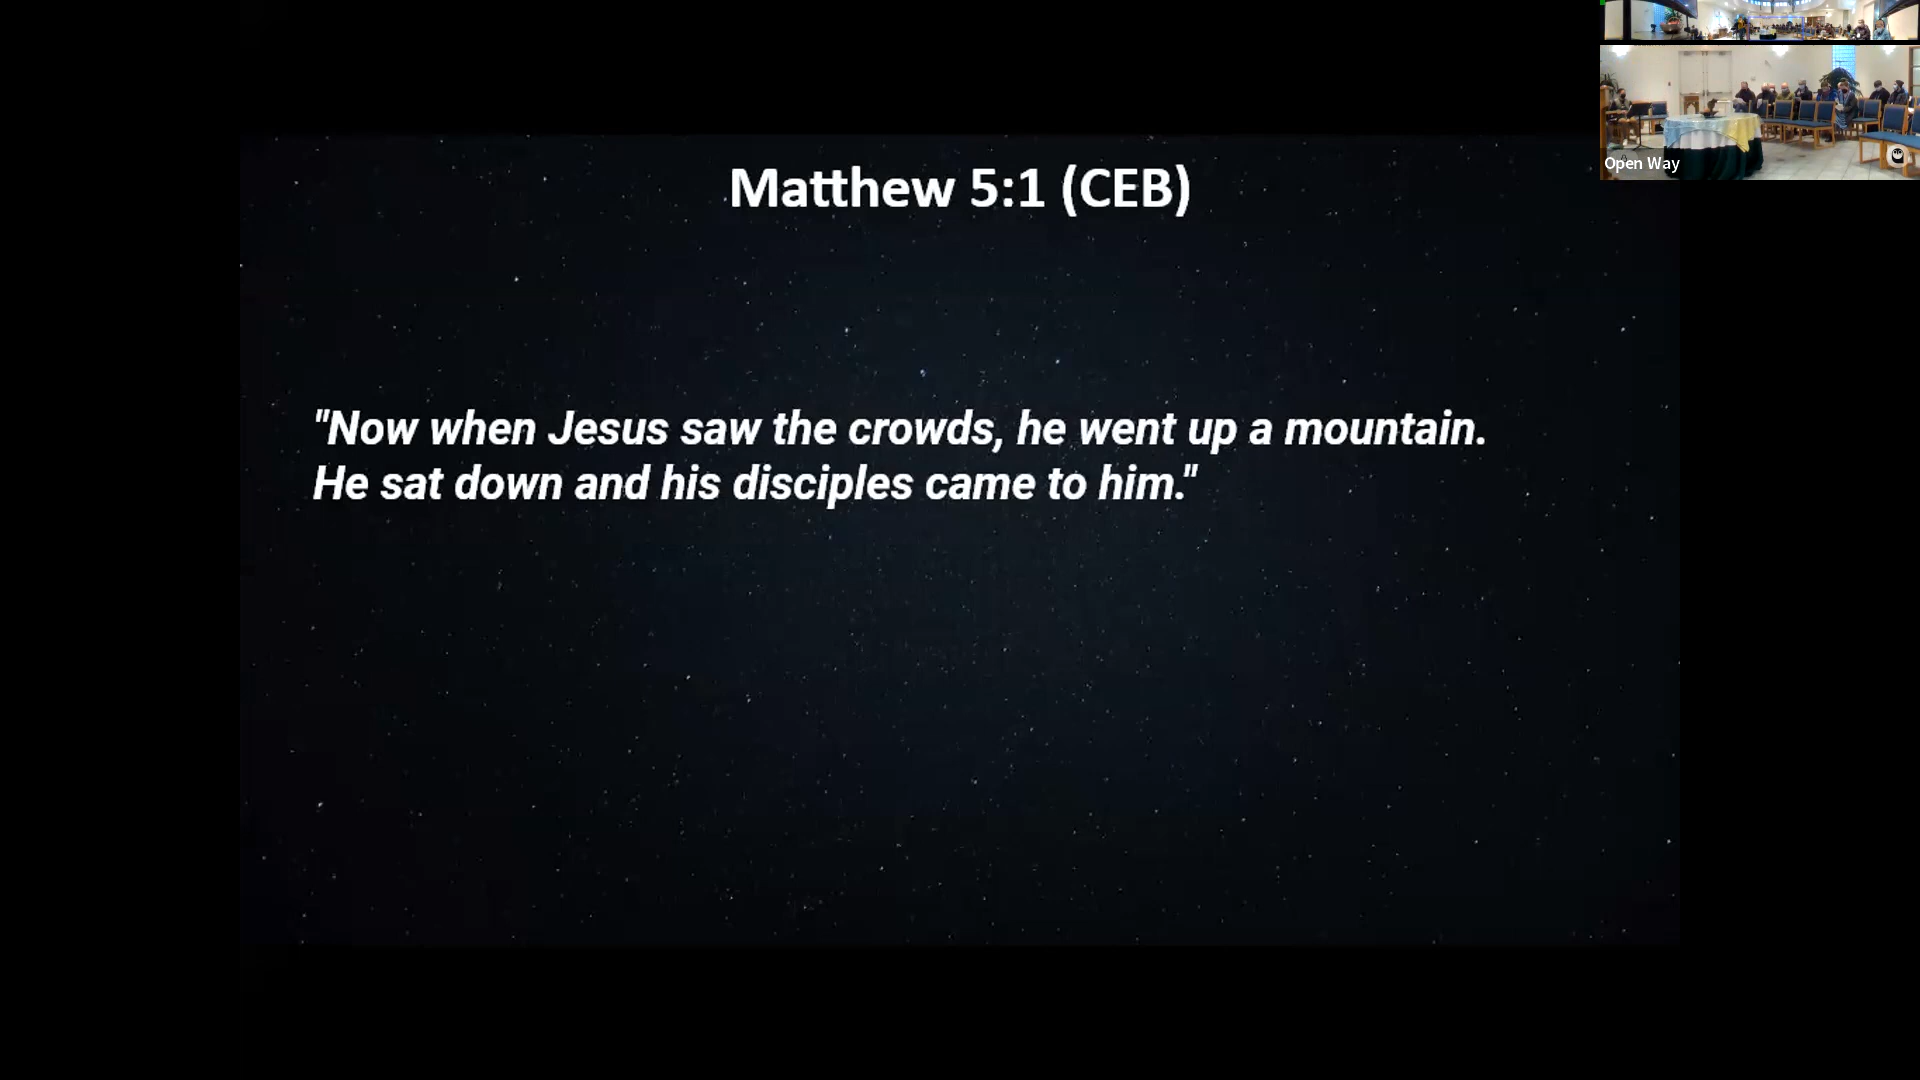 Matthew 5:1 (CEB)
"Now when Jesus saw the crowds, he went up a mountain.
He sat down and his disciples came to him."
Open Way